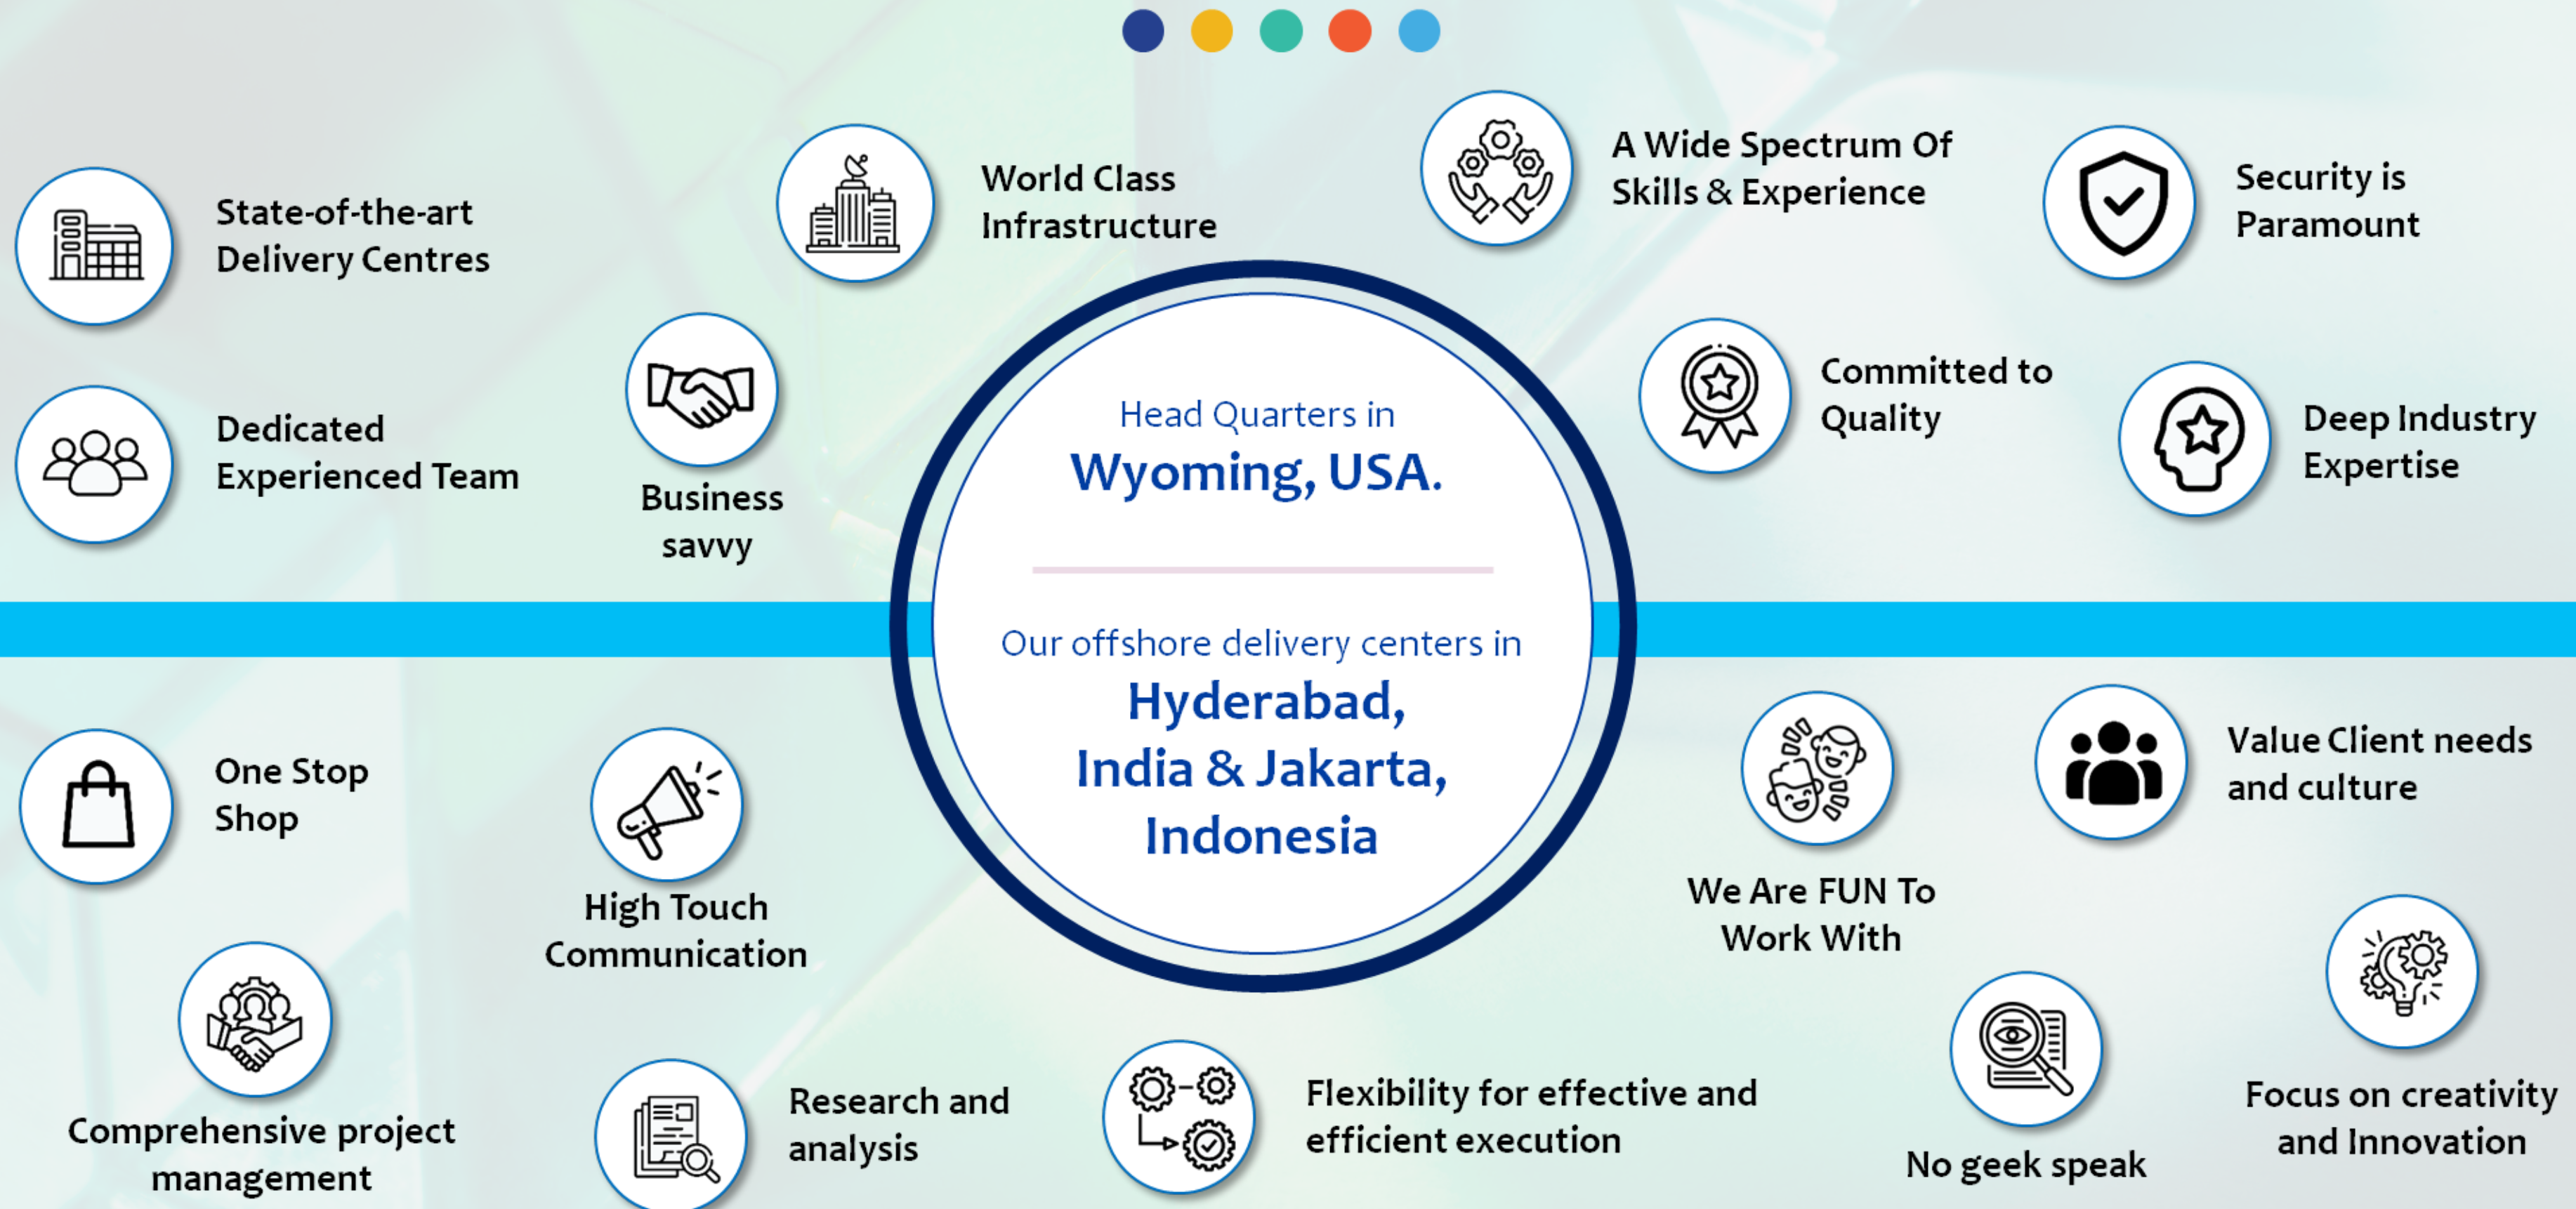 State-of-the-art
Delivery Centres
World Class
Infrastructure
A Wide Spectrum Of
Skills & Experience
Security is
Paramount
Dedicated
Experienced Team
Business
savvy
Committed to
Quality
Deep Industry
Expertise
Head Quarters in
Wyoming, USA.
Our offshore delivery centers in
Hyderabad,
India & Jakarta,
Indonesia
One Stop
Shop
High Touch
Communication
We Are FUN To
Work With
Value Client needs
and culture
Comprehensive project
management
Research and
analysis
Flexibility for effective and
efficient execution
No geek speak
Focus on creativity
and Innovation